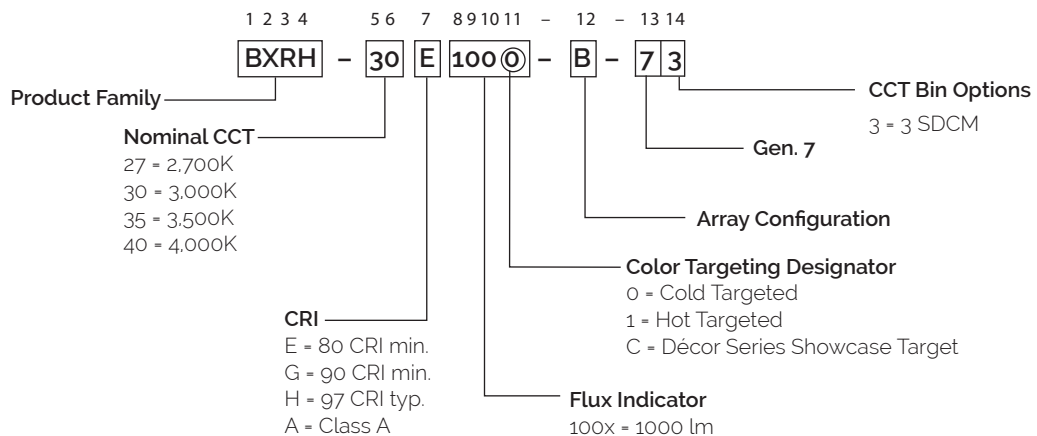 1 2 3 4 5 6 7 8 9 10 11 – 12 – 13 14
BXRH – 30 E 100 0 – B – 7 3
Product Family
CCT Bin Options
3 = 3 SDCM
Nominal CCT
27 = 2,700K
30 = 3,000K
35 = 3,500K
40 = 4,000K
Gen. 7
Array Configuration
Color Targeting Designator
0 = Cold Targeted
1 = Hot Targeted
C = Décor Series Showcase Target
CRI
E = 80 CRI min.
G = 90 CRI min.
H = 97 CRI typ.
A = Class A
Flux Indicator
100x = 1000 lm